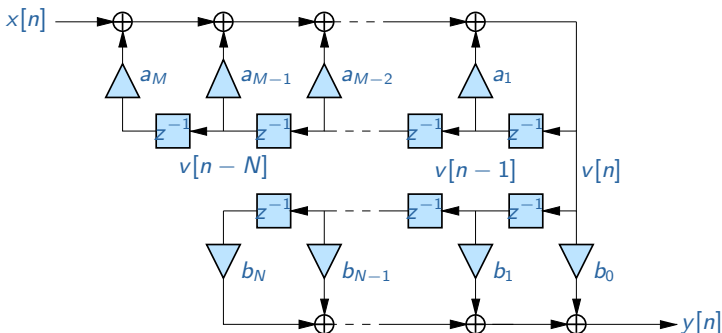 x[n]
a_M a_{M−1} a_{M−2} a_1
z^{−1} z^{−1} z^{−1} z^{−1}
v[n − N] v[n − 1] v[n]
z^{−1} z^{−1} z^{−1}
b_N b_{N−1} b_1 b_0
y[n]